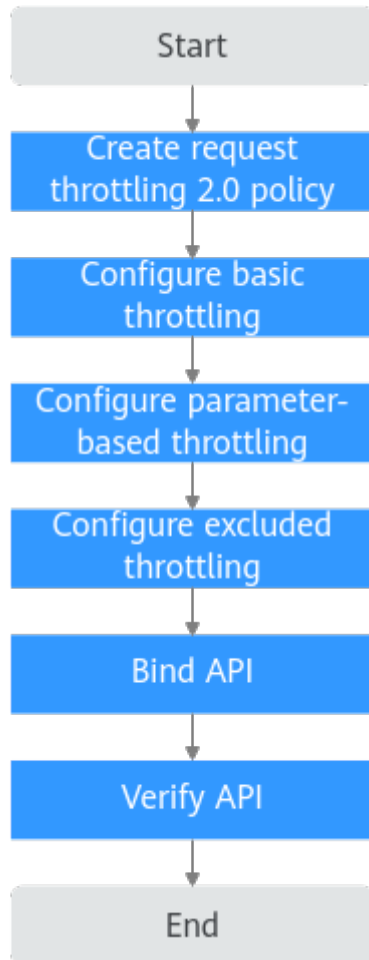 Start
Create request
throttling 2.0 policy
Configure basic
throttling
Configure parameter-
based throttling
Configure excluded
throttling
Bind API
Verify API
End